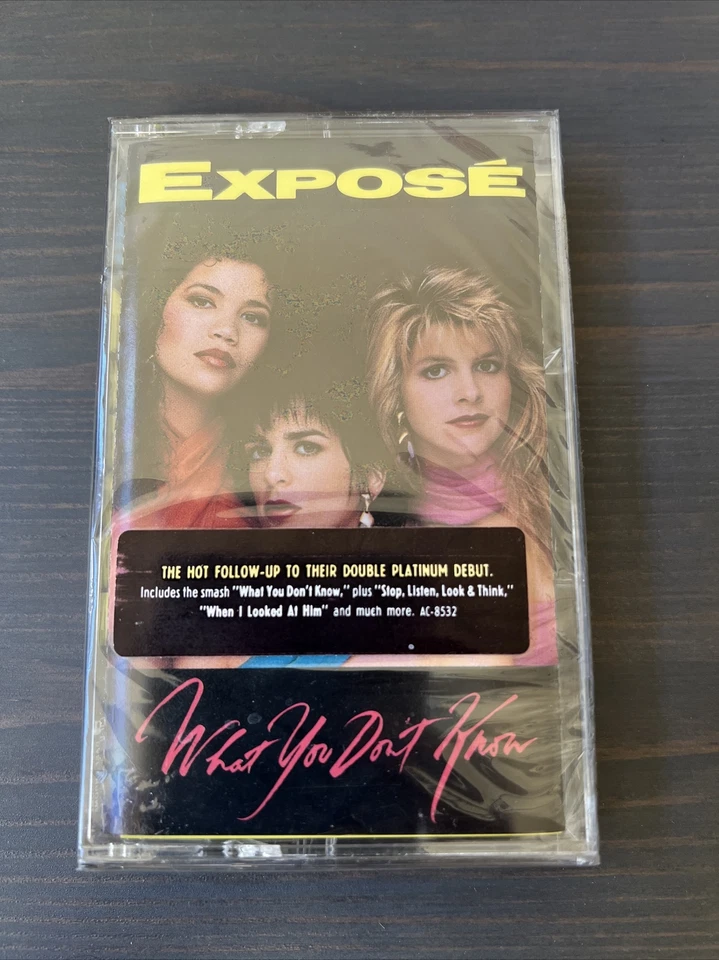 EXPOSÉ
THE HOT FOLLOW-UP TO THEIR DOUBLE PLATINUM DEBUT.
Includes the smash "What You Don't Know," plus "Stop, Listen, Look & Think,"
"When I Looked At Him" and much more. AC-8532
What You Don't Know